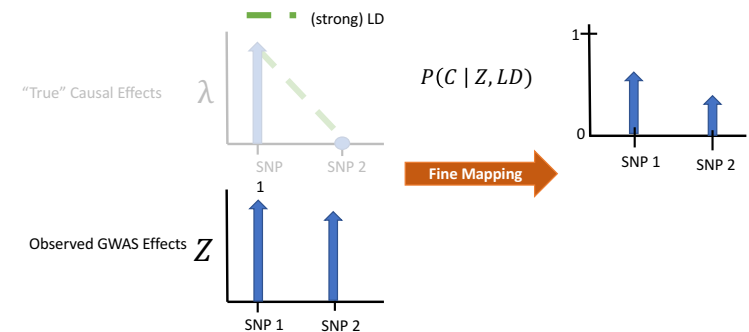 (strong) LD
"True" Causal Effects
λ
SNP
1
SNP 2
Observed GWAS Effects
Z
SNP 1
SNP 2
P(C | Z, LD)
Fine Mapping
1
0
SNP 1
SNP 2